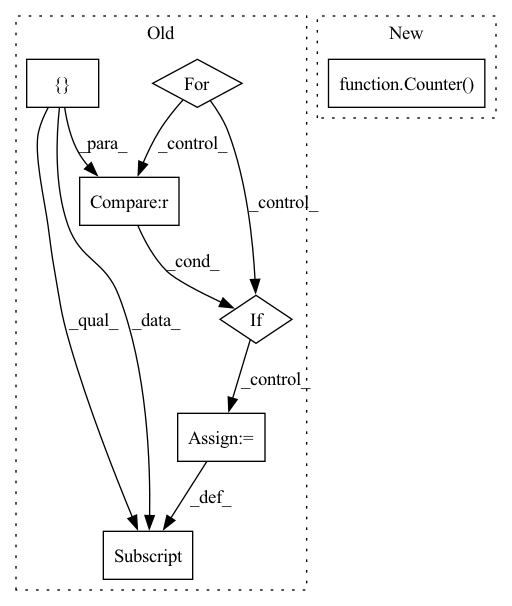 Old
New
{}
For
function.Counter()
_para_
_control_
Compare:r
_control_
_cond_
_qual_
_data_
If
_control_
Assign:=
_def_
Subscript